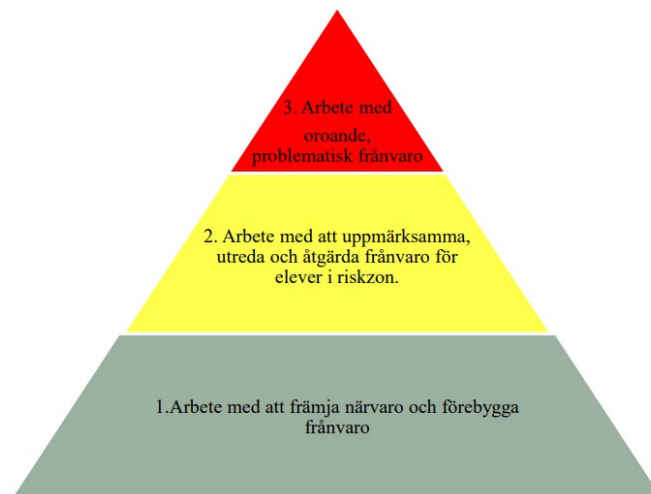 3. Arbete med
oroande,
problematisk frånvaro
2. Arbete med att uppmärksamma,
utreda och åtgärda frånvaro för
elever i riskzon.
1.Arbete med att främja närvaro och förebygga
frånvaro